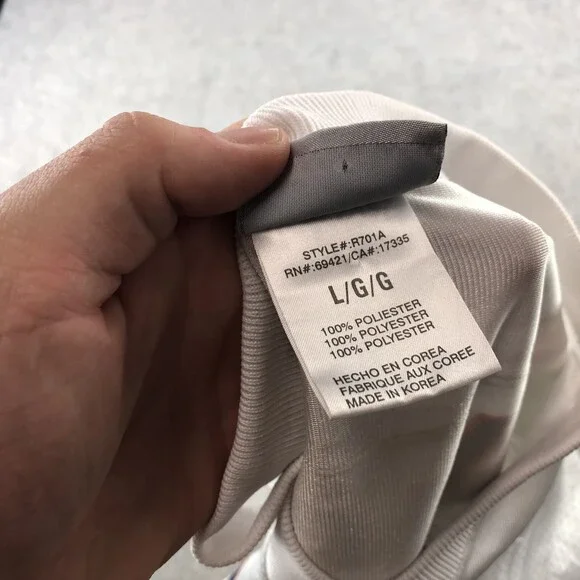 STYLE#:R701A
RN#:69421/CA#:17335
L/G/G
100% POLIESTER
100% POLYESTER
100% POLYESTER
HECHO EN COREA
FABRIQUE AUX COREE
MADE IN KOREA